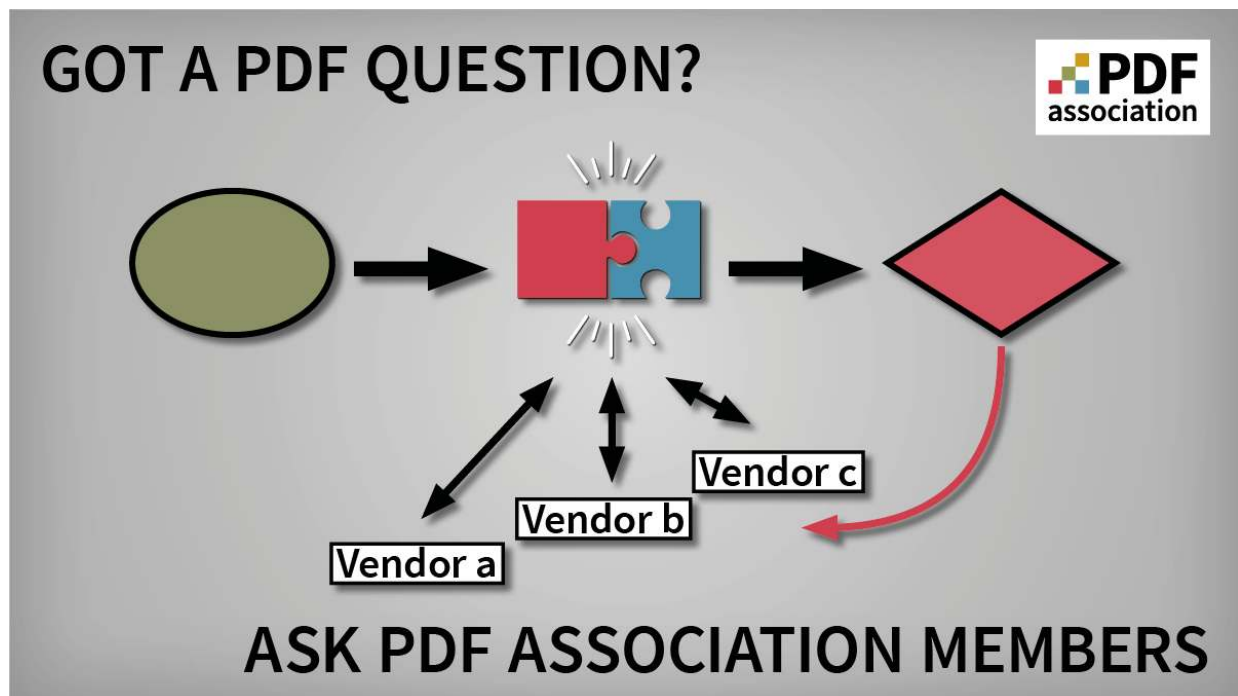 GOT A PDF QUESTION?
PDF
association
Vendor c
Vendor b
Vendor a
ASK PDF ASSOCIATION MEMBERS